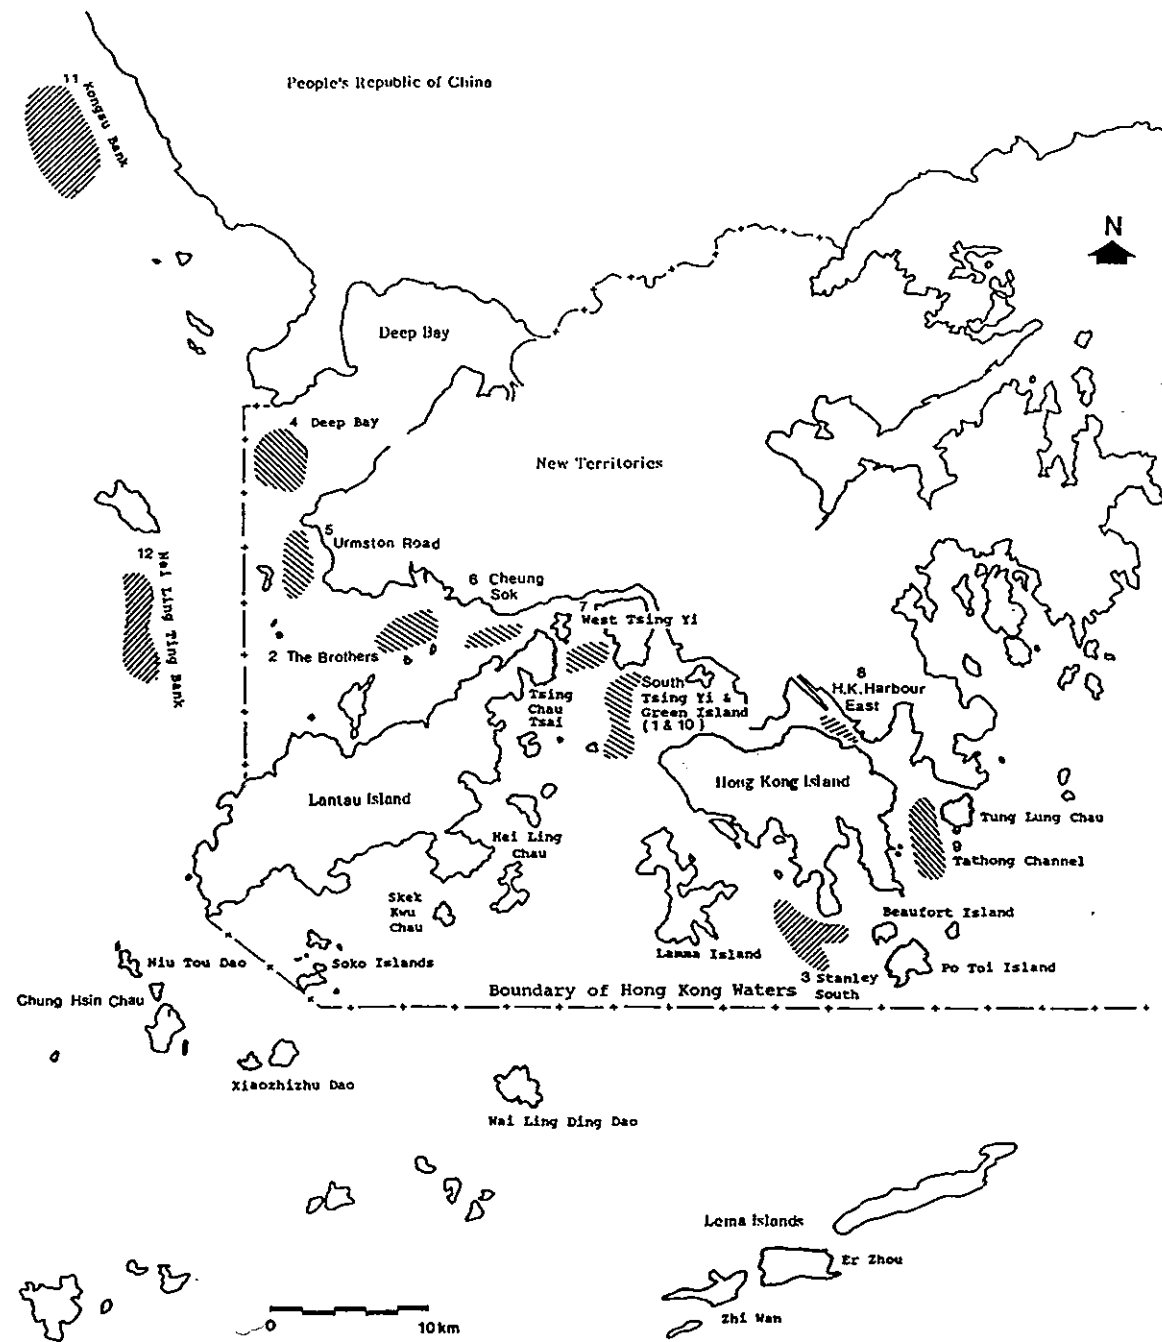 People's Republic of China
11
Kongsu Bank
N
Deep Bay
4 Deep Bay
New Territories
5
Urmston Road
12
Nei Ling Ting Bank
6 Cheung
Sok
7
West Tsing Yi
2 The Brothers
8
H.K.Harbour
East
South
Tsing Yi &
Green Island
(1 & 10)
Tsing
Chau
Tsai
Hong Kong Island
Lantau Island
Hei Ling
Chau
Tung Lung Chau
9
Tathong Channel
Skek
Kwu
Chau
Beaufort Island
Lamma Island
Niu Tou Dao
Soko Islands
Po Toi Island
3 Stanley
South
Boundary of Hong Kong Waters
Chung Hsin Chau
Xiaozhizhu Dao
Wai Ling Ding Dao
Lema Islands
Er Zhou
Zhi Wan
0
10km